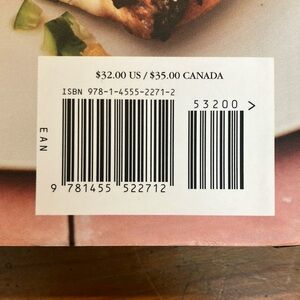 $32.00 US / $35.00 CANADA
ISBN 978-1-4555-2271-2
53200 >
EAN
9 781455 522712